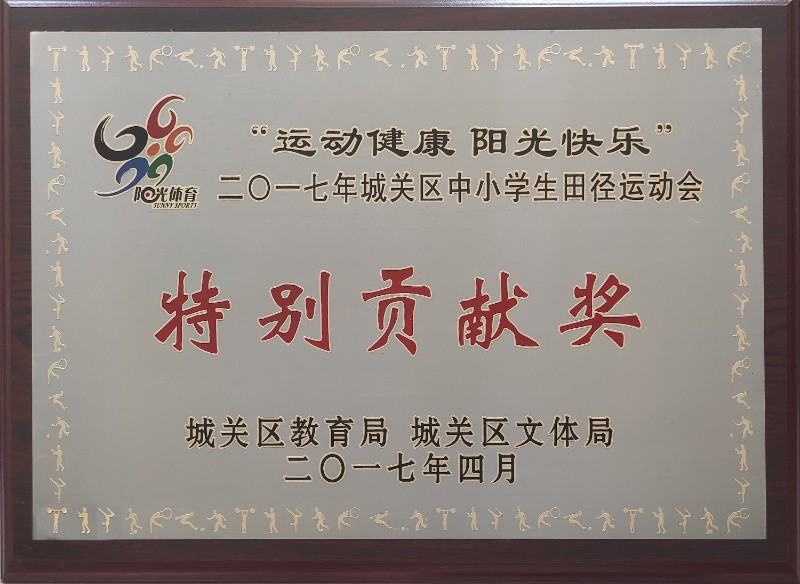 “运动健康 阳光快乐”
阳光体育
SUNNY SPORTS
二〇一七年城关区中小学生田径运动会
特别贡献奖
城关区教育局 城关区文体局
二〇一七年四月